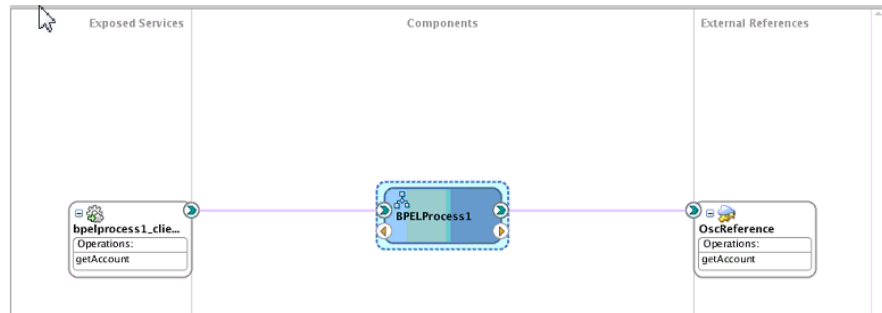 Exposed Services
Components
External References
BPELProcess1
bpelprocess1_clie...
Operations:
getAccount
OscReference
Operations:
getAccount